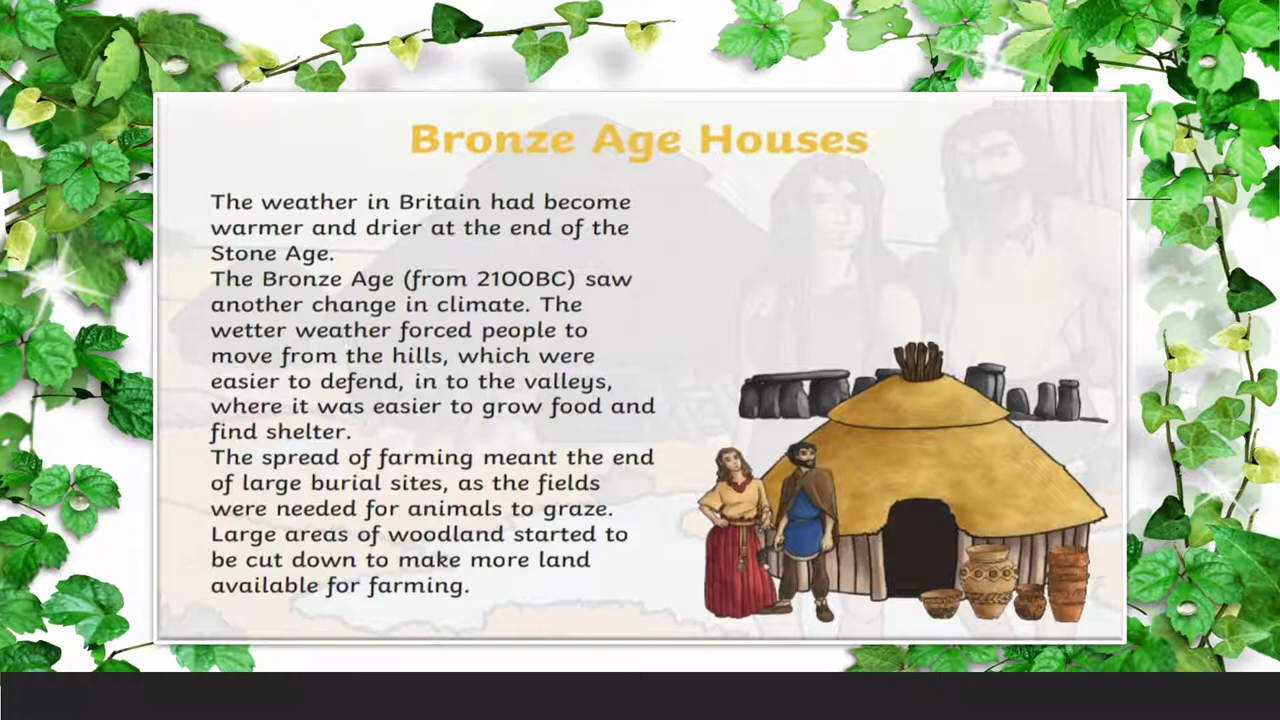 Bronze Age Houses
The weather in Britain had become
warmer and drier at the end of the
Stone Age.
The Bronze Age (from 2100BC) saw
another change in climate. The
wetter weather forced people to
move from the hills, which were
easier to defend, in to the valleys,
where it was easier to grow food and
find shelter.
The spread of farming meant the end
of large burial sites, as the fields
were needed for animals to graze.
Large areas of woodland started to
be cut down to make more land
available for farming.